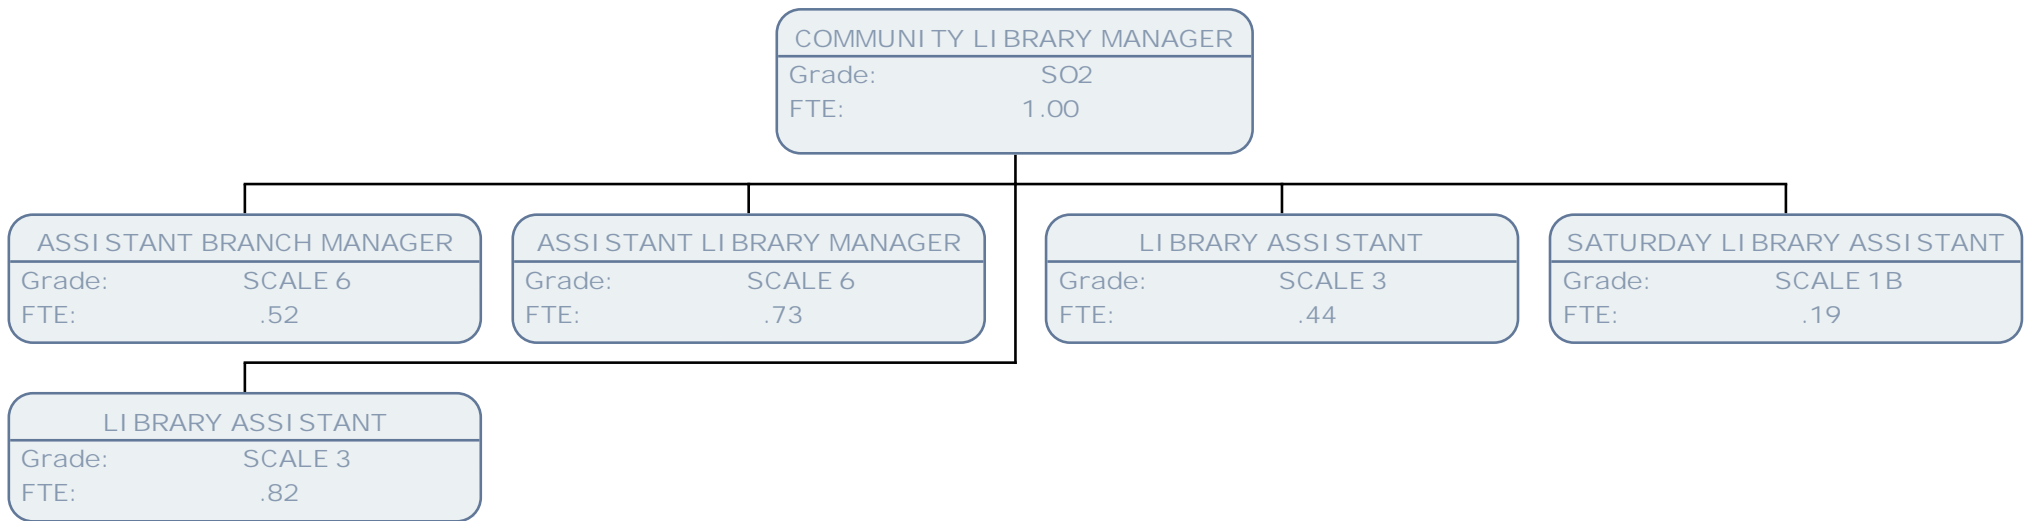 COMMUNITY LIBRARY MANAGER
Grade: SO2
FTE: 1.00
ASSISTANT BRANCH MANAGER
Grade: SCALE 6
FTE: .52
ASSISTANT LIBRARY MANAGER
Grade: SCALE 6
FTE: .73
LIBRARY ASSISTANT
Grade: SCALE 3
FTE: .44
SATURDAY LIBRARY ASSISTANT
Grade: SCALE 1B
FTE: .19
LIBRARY ASSISTANT
Grade: SCALE 3
FTE: .82